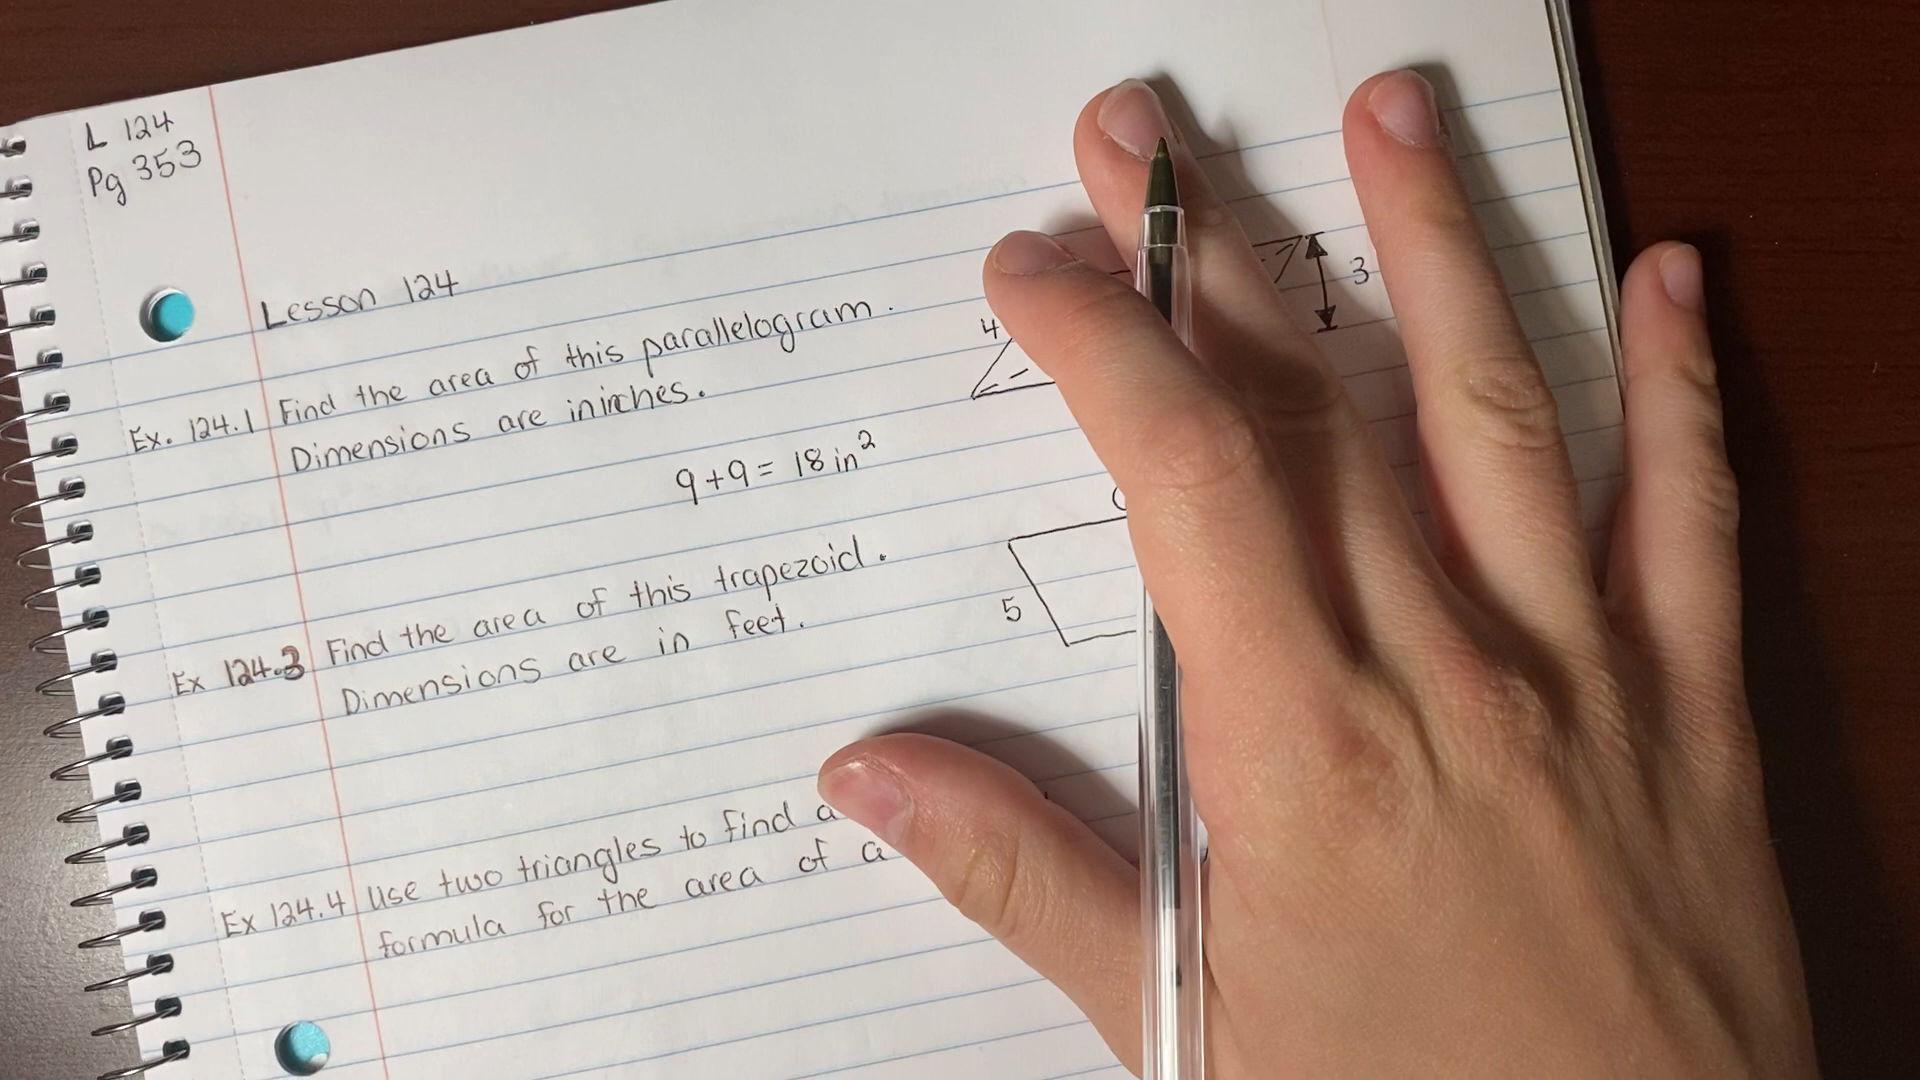 L 124
Pg 353
Lesson 124
Ex. 124.1 Find the area of this parallelogram.
Dimensions are in inches.
4
3
9+9= 18 in²
Ex 124.3 Find the area of this trapezoid.
Dimensions are in feet.
5
Ex 124.4 Use two triangles to find a
formula for the area of a